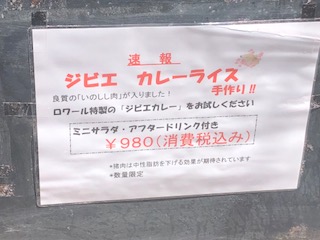 速報
ジビエ カレーライス
手作り!!
良質の「いのしし肉」が入りました!
ロワール特製の「ジビエカレー」をお試しください
ミニサラダ・アフタードリンク付き
￥980(消費税込み)
*猪肉は中性脂肪を下げる効果が期待されています
*数量限定